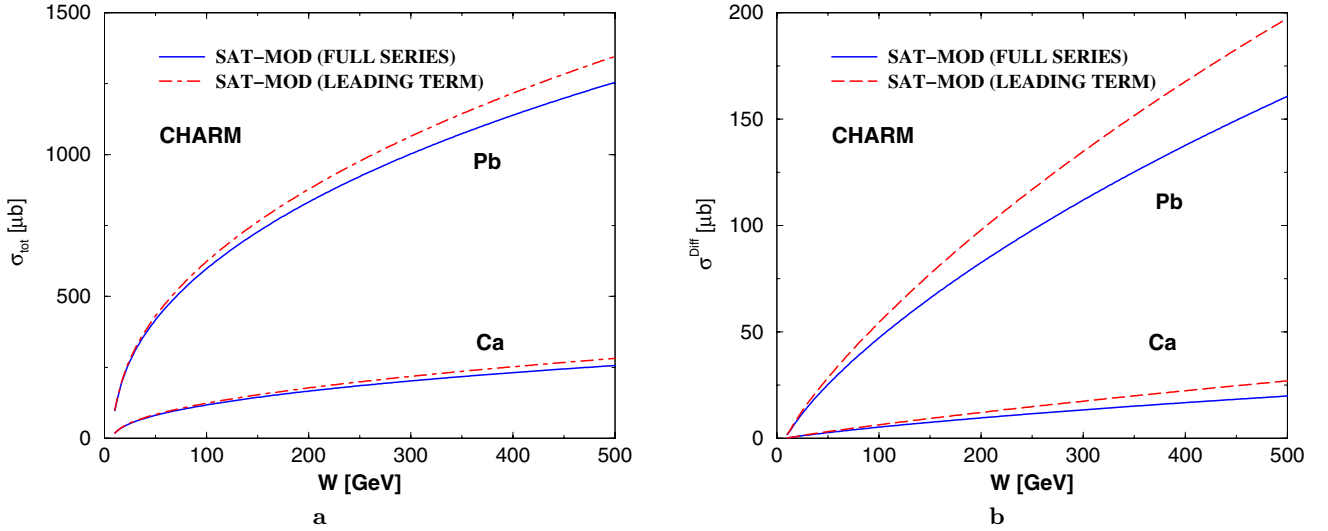 1500
1000
500
0
σtot [μb]
SAT−MOD (FULL SERIES)
SAT−MOD (LEADING TERM)
CHARM
Pb
Ca
0 100 200 300 400 500
W [GeV]
a
200
150
100
50
0
σDiff [μb]
SAT−MOD (FULL SERIES)
SAT−MOD (LEADING TERM)
CHARM
Pb
Ca
0 100 200 300 400 500
W [GeV]
b